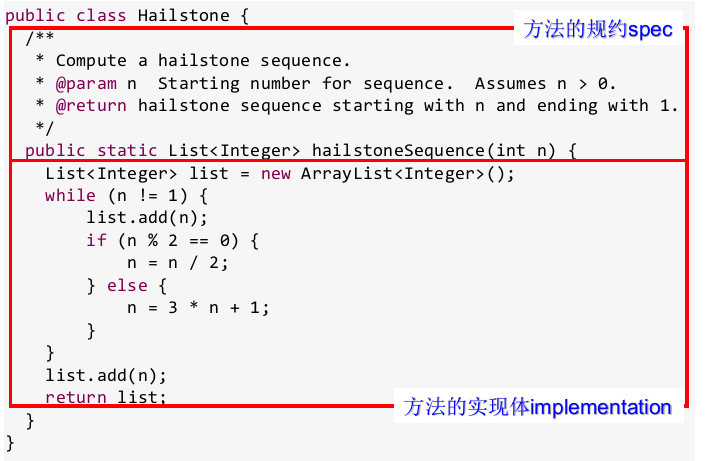 public class Hailstone {
方法的规约spec
/**
* Compute a hailstone sequence.
* @param n  Starting number for sequence.  Assumes n > 0.
* @return hailstone sequence starting with n and ending with 1.
*/
public static List<Integer> hailstoneSequence(int n) {
List<Integer> list = new ArrayList<Integer>();
while (n != 1) {
list.add(n);
if (n % 2 == 0) {
n = n / 2;
} else {
n = 3 * n + 1;
}
}
list.add(n);
return list;
方法的实现体implementation
}
}